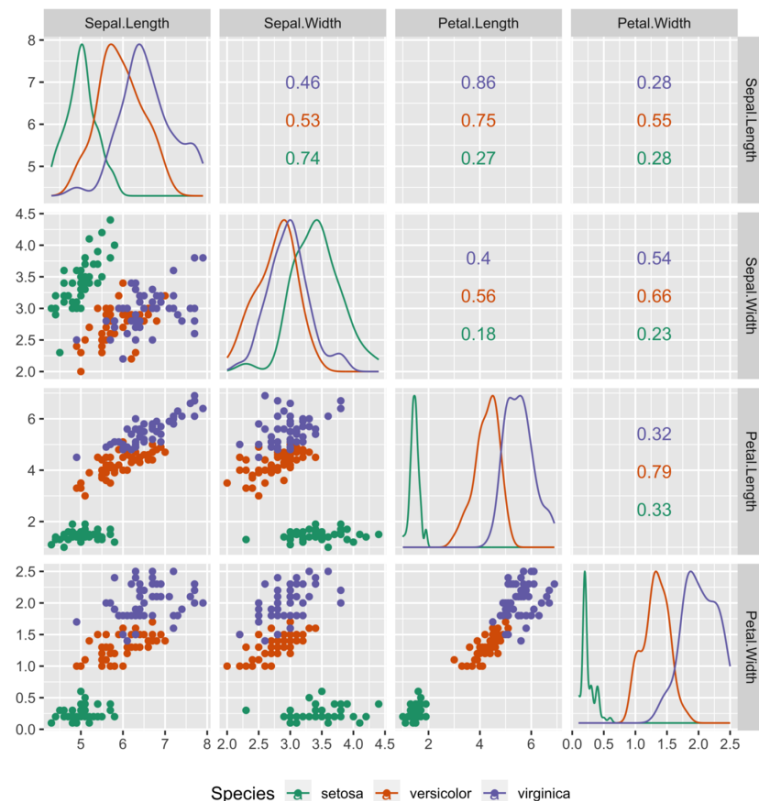 Sepal.Length Sepal.Width Petal.Length Petal.Width
8
7
6
5
0.46 0.86 0.28
0.53 0.75 0.55
0.74 0.27 0.28
Sepal.Length
4.5
4.0
3.5
3.0
2.5
2.0
0.4 0.54
0.56 0.66
0.18 0.23
Sepal.Width
6
4
2
0.32
0.79
0.33
Petal.Length
2.5
2.0
1.5
1.0
0.5
0.0
Petal.Width
5 6 7 8 2.0 2.5 3.0 3.5 4.0 4.5 2 4 6 0.0 0.5 1.0 1.5 2.0 2.5
Species a setosa a versicolor a virginica